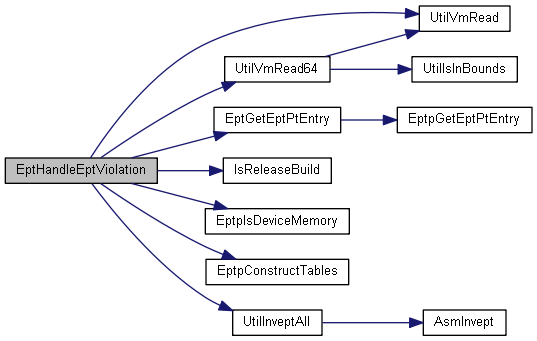 UtilVmRead
UtilVmRead64
UtilIsInBounds
EptGetEptPtEntry
EptpGetEptPtEntry
EptHandleEptViolation
IsReleaseBuild
EptpIsDeviceMemory
EptpConstructTables
UtilInveptAll
AsmInvept